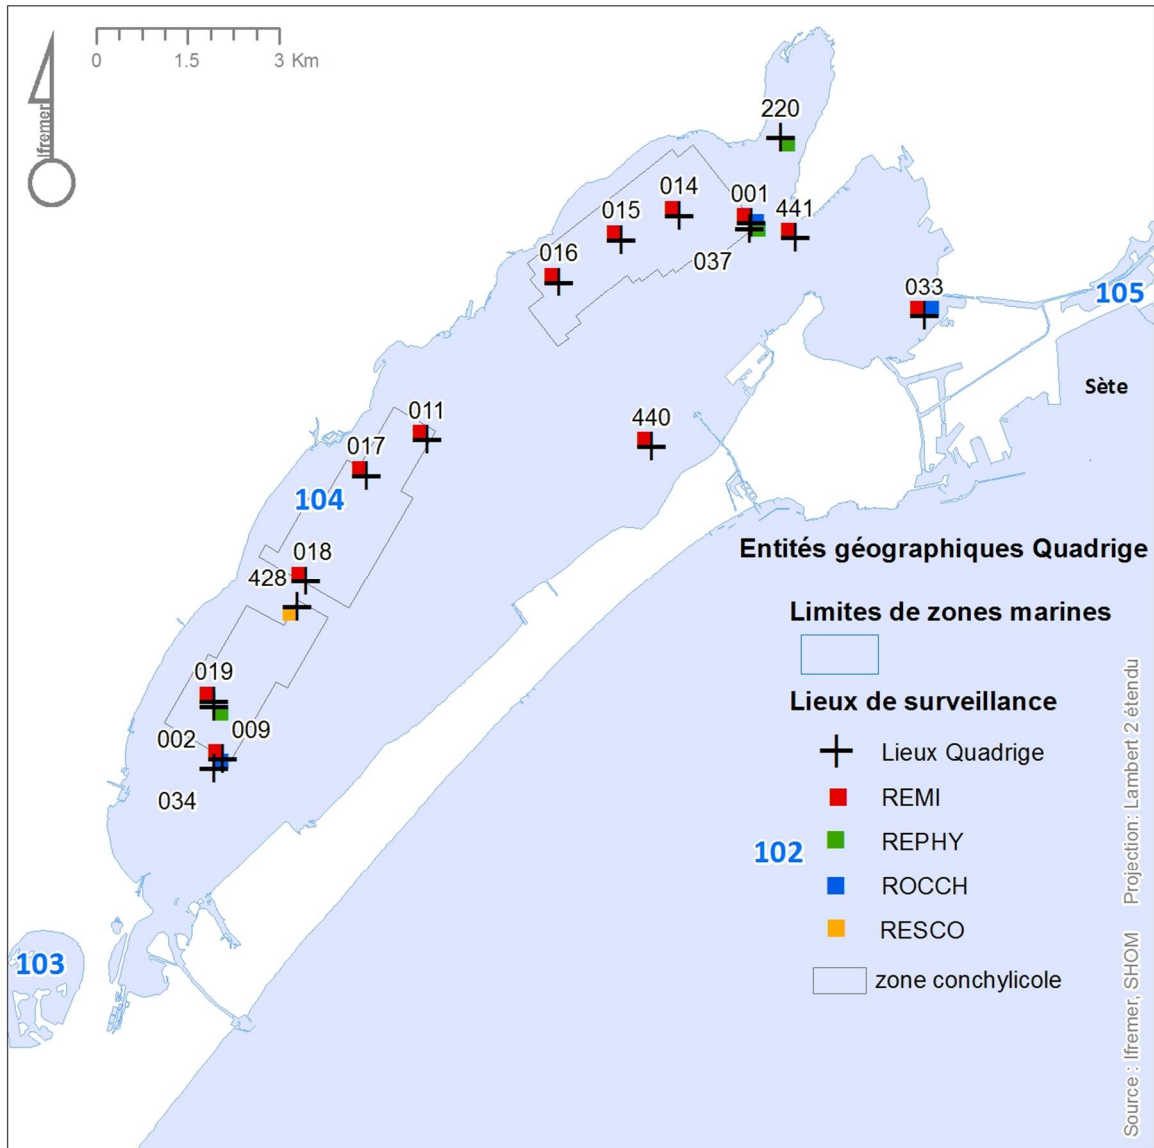 Ifremer
0 1.5 3 Km
220
014
001
441
015
016
037
033
105
Sète
011
440
017
104
018
428
019
002
009
034
103
102
Entités géographiques Quadrige
Limites de zones marines
Lieux de surveillance
Lieux Quadrige
REMI
REPHY
ROCCH
RESCO
zone conchylicole
Source : Ifremer, SHOM Projection: Lambert 2 étendu